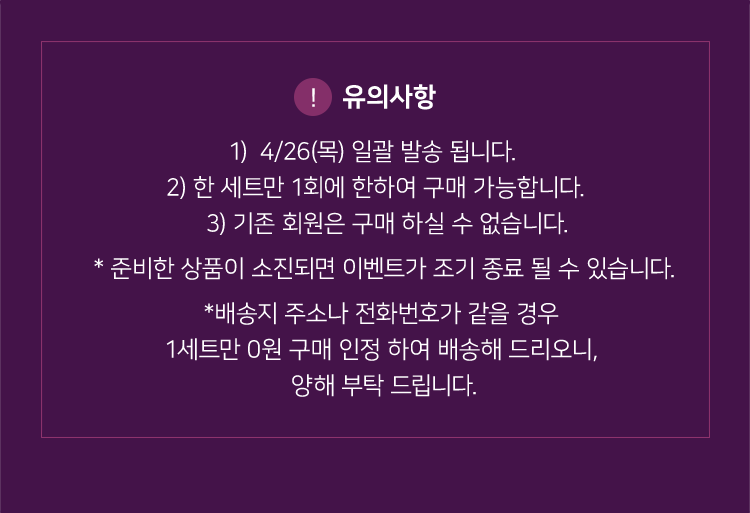 ! 유의사항
1) 4/26(목) 일괄 발송 됩니다.
2) 한 세트만 1회에 한하여 구매 가능합니다.
3) 기존 회원은 구매 하실 수 없습니다.
* 준비한 상품이 소진되면 이벤트가 조기 종료 될 수 있습니다.
*배송지 주소나 전화번호가 같을 경우
1세트만 0원 구매 인정 하여 배송해 드리오니,
양해 부탁 드립니다.